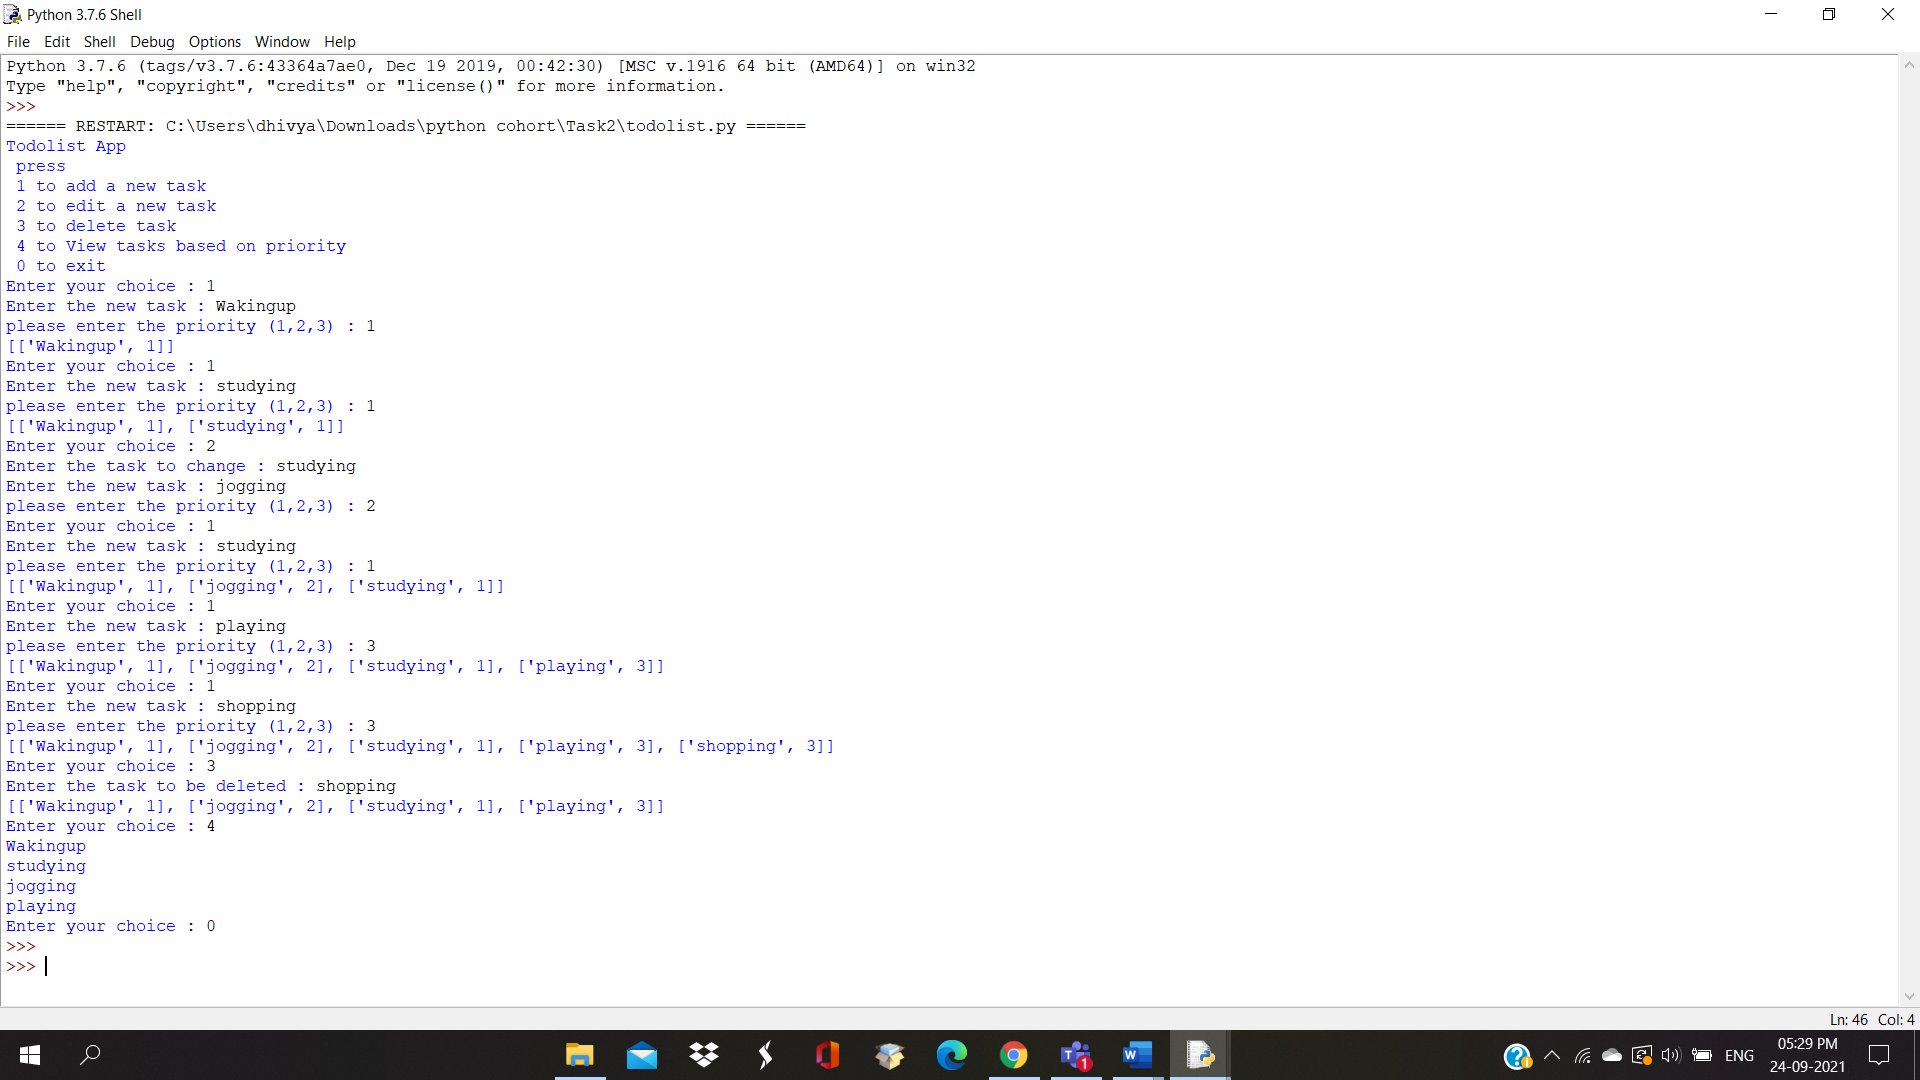 Python 3.7.6 Shell
File Edit Shell Debug Options Window Help
Python 3.7.6 (tags/v3.7.6:43364a7ae0, Dec 19 2019, 00:42:30) [MSC v.1916 64 bit (AMD64)] on win32
Type "help", "copyright", "credits" or "license()" for more information.
>>>
====== RESTART: C:\Users\dhivya\Downloads\python cohort\Task2\todolist.py ======
Todolist App
 press
 1 to add a new task
 2 to edit a new task
 3 to delete task
 4 to View tasks based on priority
 0 to exit
Enter your choice : 1
Enter the new task : Wakingup
please enter the priority (1,2,3) : 1
[['Wakingup', 1]]
Enter your choice : 1
Enter the new task : studying
please enter the priority (1,2,3) : 1
[['Wakingup', 1], ['studying', 1]]
Enter your choice : 2
Enter the task to change : studying
Enter the new task : jogging
please enter the priority (1,2,3) : 2
Enter your choice : 1
Enter the new task : studying
please enter the priority (1,2,3) : 1
[['Wakingup', 1], ['jogging', 2], ['studying', 1]]
Enter your choice : 1
Enter the new task : playing
please enter the priority (1,2,3) : 3
[['Wakingup', 1], ['jogging', 2], ['studying', 1], ['playing', 3]]
Enter your choice : 1
Enter the new task : shopping
please enter the priority (1,2,3) : 3
[['Wakingup', 1], ['jogging', 2], ['studying', 1], ['playing', 3], ['shopping', 3]]
Enter your choice : 3
Enter the task to be deleted : shopping
[['Wakingup', 1], ['jogging', 2], ['studying', 1], ['playing', 3]]
Enter your choice : 4
Wakingup
studying
jogging
playing
Enter your choice : 0
>>>
>>>
Ln: 46 Col: 4
ENG
05:29 PM
24-09-2021